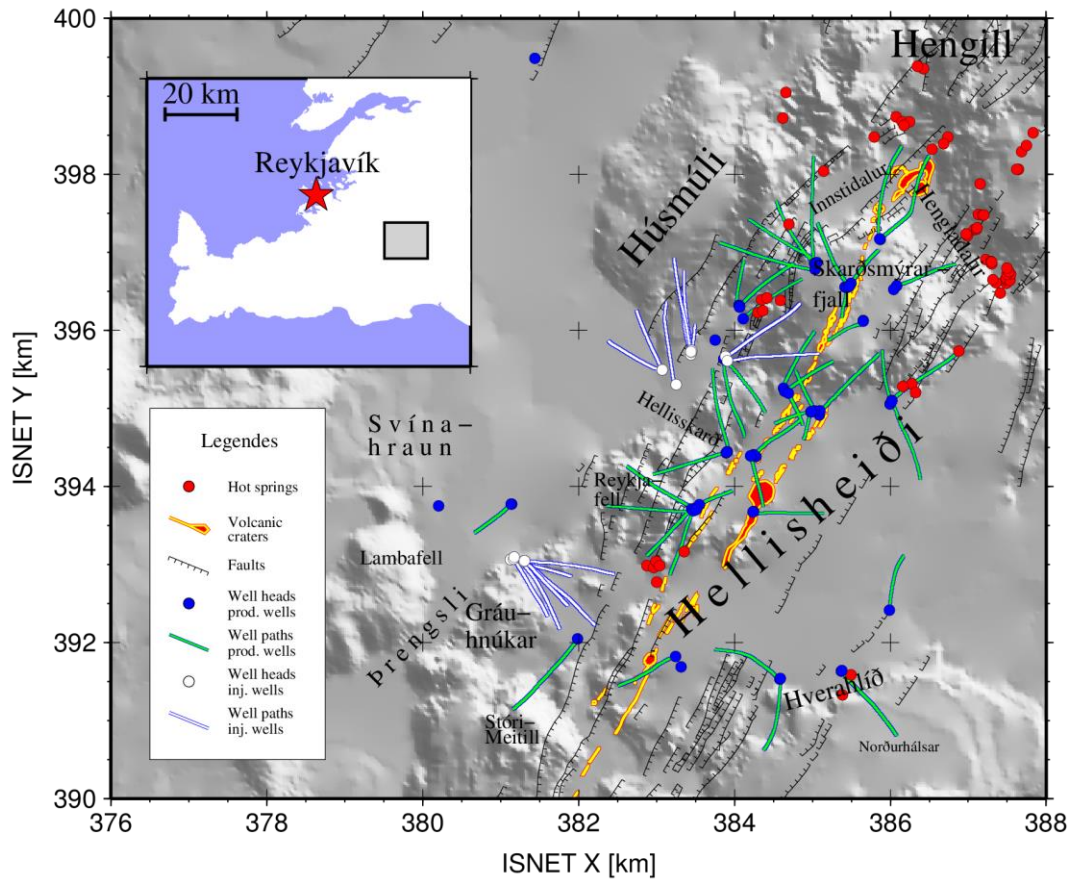 400
398
396
394
392
390
ISNET Y [km]
376
378
380
382
384
386
388
ISNET X [km]
20 km
Reykjavík
Hengill
Húsmúli
Innstidalur
Hengladalur
Skarðsmyrar
fjall
Svína-
hraun
Hellisskarð
Reykja-
fell
Hellisheiði
Lambafell
Þrengsli
Gráu-
hnúkar
Stóri-
Meitill
Hverahlíð
Norðurhálsar
Legendes
Hot springs
Volcanic
craters
Faults
Well heads
prod. wells
Well paths
prod. wells
Well heads
inj. wells
Well paths
inj. wells